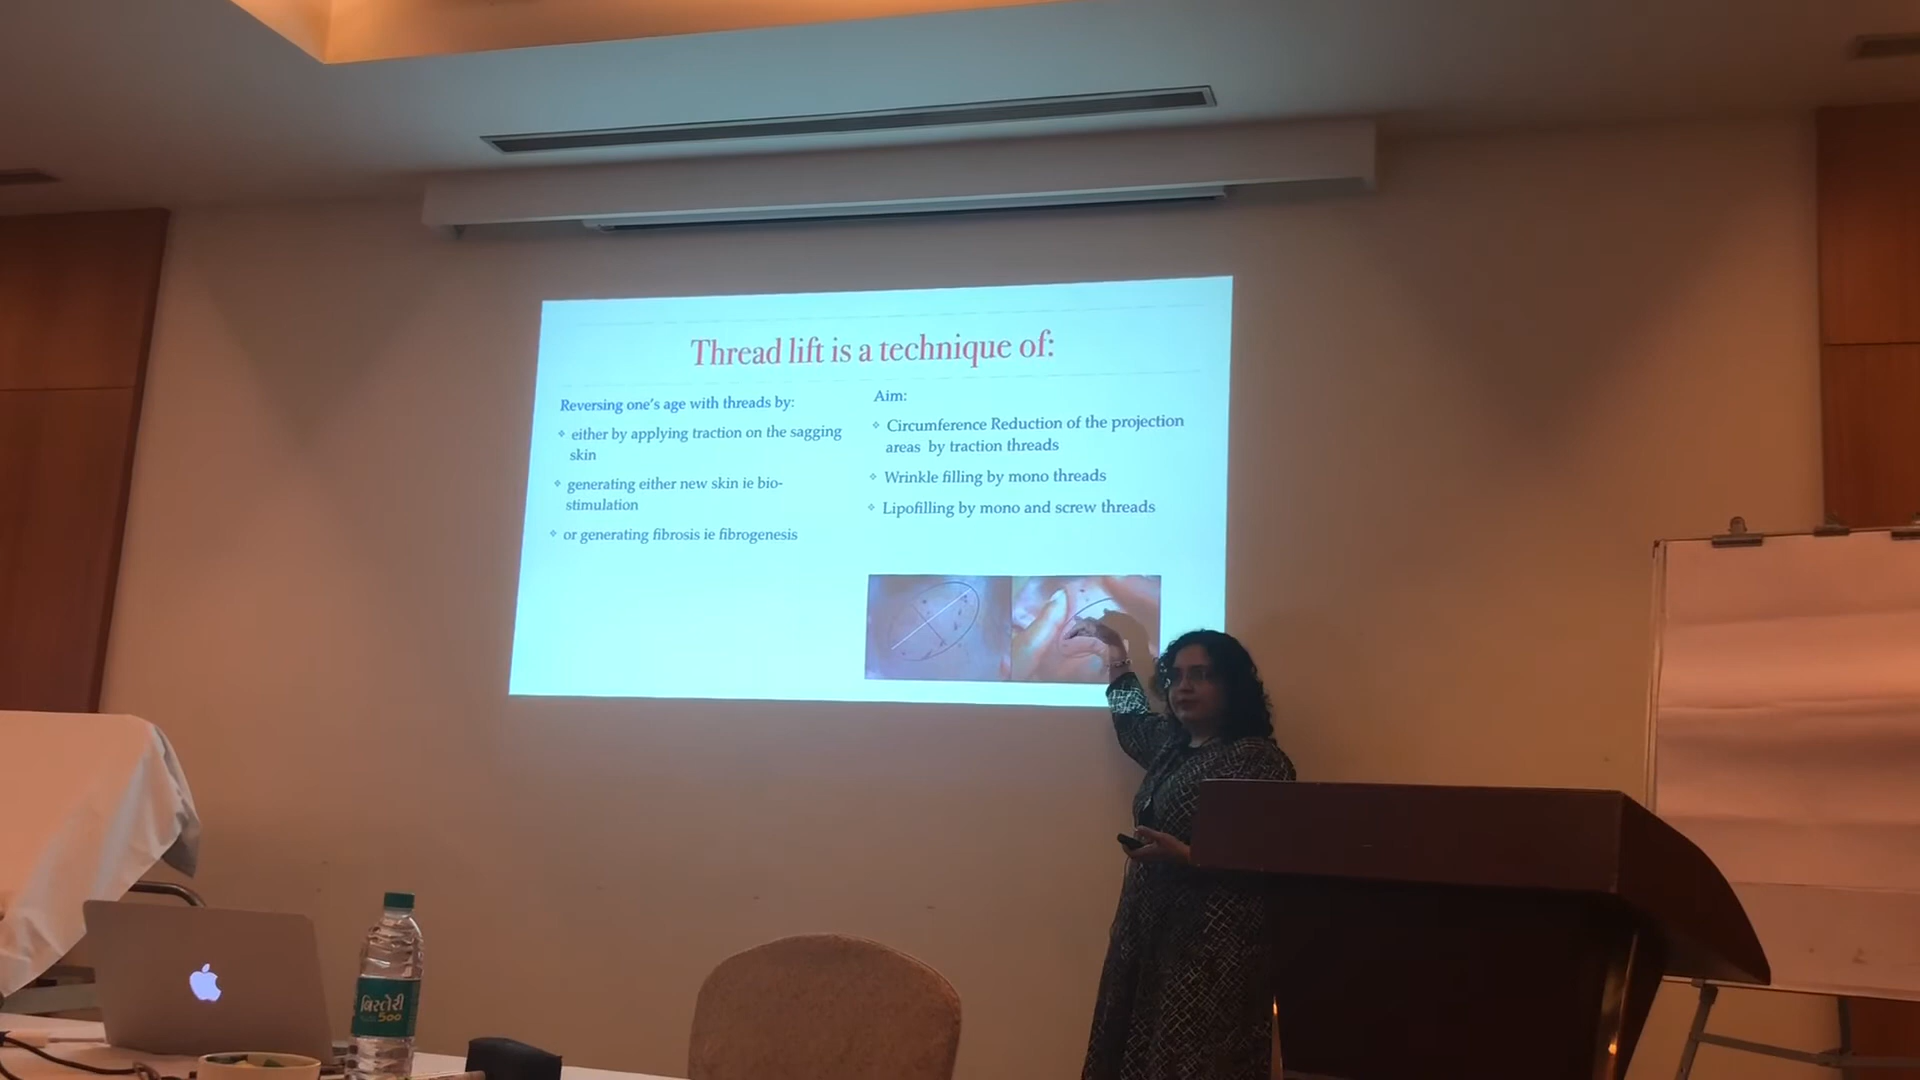 Thread lift is a technique of:
Reversing one's age with threads by:
either by applying traction on the sagging
skin
generating either new skin ie bio-
stimulation
or generating fibrosis ie fibrogenesis
Aim:
Circumference Reduction of the projection
areas by traction threads
Wrinkle filling by mono threads
Lipofilling by mono and screw threads
બિસ્લેરી
500